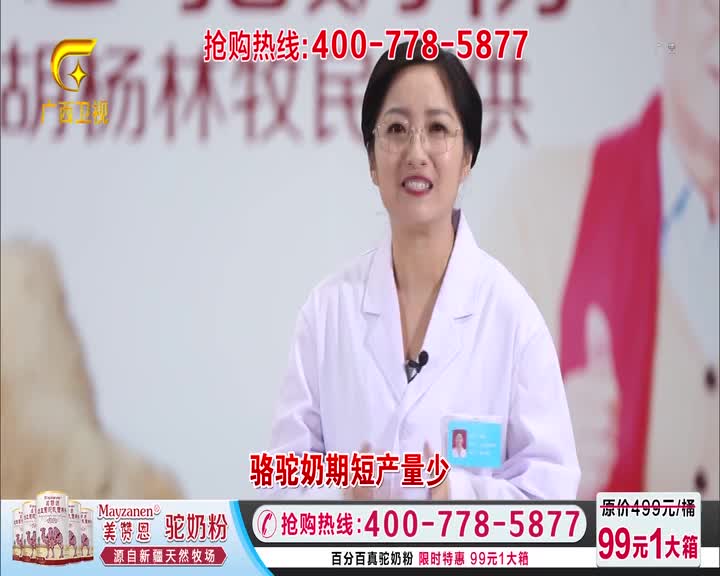 抢购热线:400-778-5877
胡杨林牧民 供
广西卫视
骆驼奶期短产量少
Mayzanen®
美赞恩
驼奶粉
源自新疆天然牧场
抢购热线:400-778-5877
百分百真驼奶粉 限时特惠 99元1大箱
原价499元/桶
99元1大箱